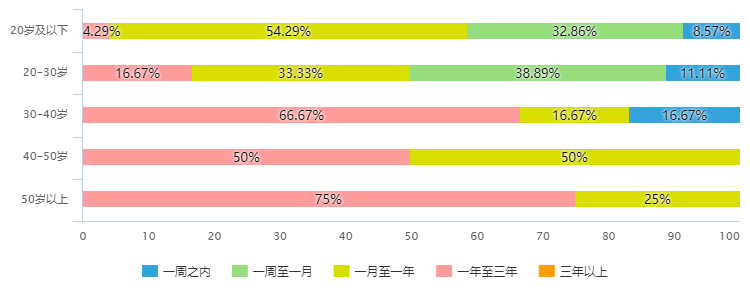 20岁及以下 4.29% 54.29% 32.86% 8.57%
20-30岁 16.67% 33.33% 38.89% 11.11%
30-40岁 66.67% 16.67% 16.67%
40-50岁 50% 50%
50岁以上 75% 25%
0 10 20 30 40 50 60 70 80 90 100
一周之内 一周至一月 一月至一年 一年至三年 三年以上